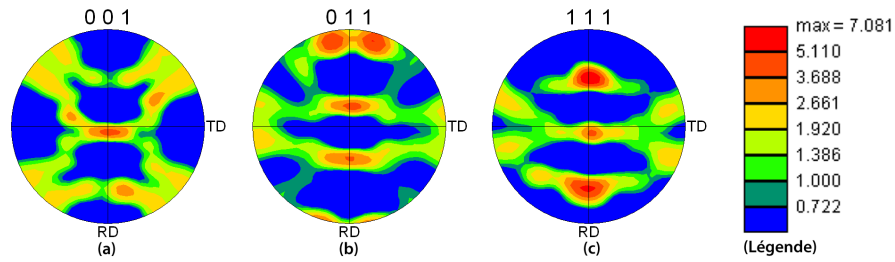 0 0 1
TD
RD
(a)
0 1 1
TD
RD
(b)
1 1 1
TD
RD
(c)
max = 7.081
5.110
3.688
2.661
1.920
1.386
1.000
0.722
(Légende)